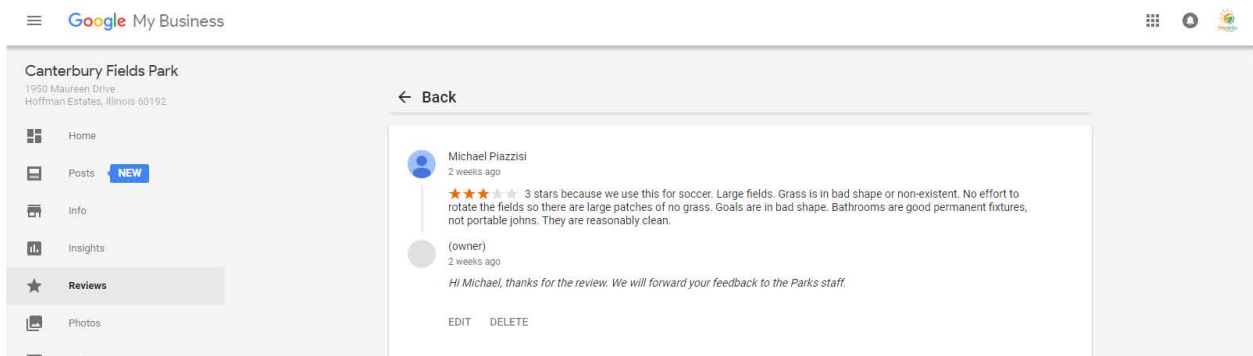 Google My Business
Canterbury Fields Park
1950 Maureen Drive
Hoffman Estates, Illinois 60192
Home
Posts NEW
Info
Insights
Reviews
Photos
← Back
Michael Piazzisi
2 weeks ago
3 stars because we use this for soccer. Large fields. Grass is in bad shape or non-existent. No effort to
rotate the fields so there are large patches of no grass. Goals are in bad shape. Bathrooms are good permanent fixtures,
not portable johns. They are reasonably clean.
(owner)
2 weeks ago
Hi Michael, thanks for the review. We will forward your feedback to the Parks staff.
EDIT DELETE